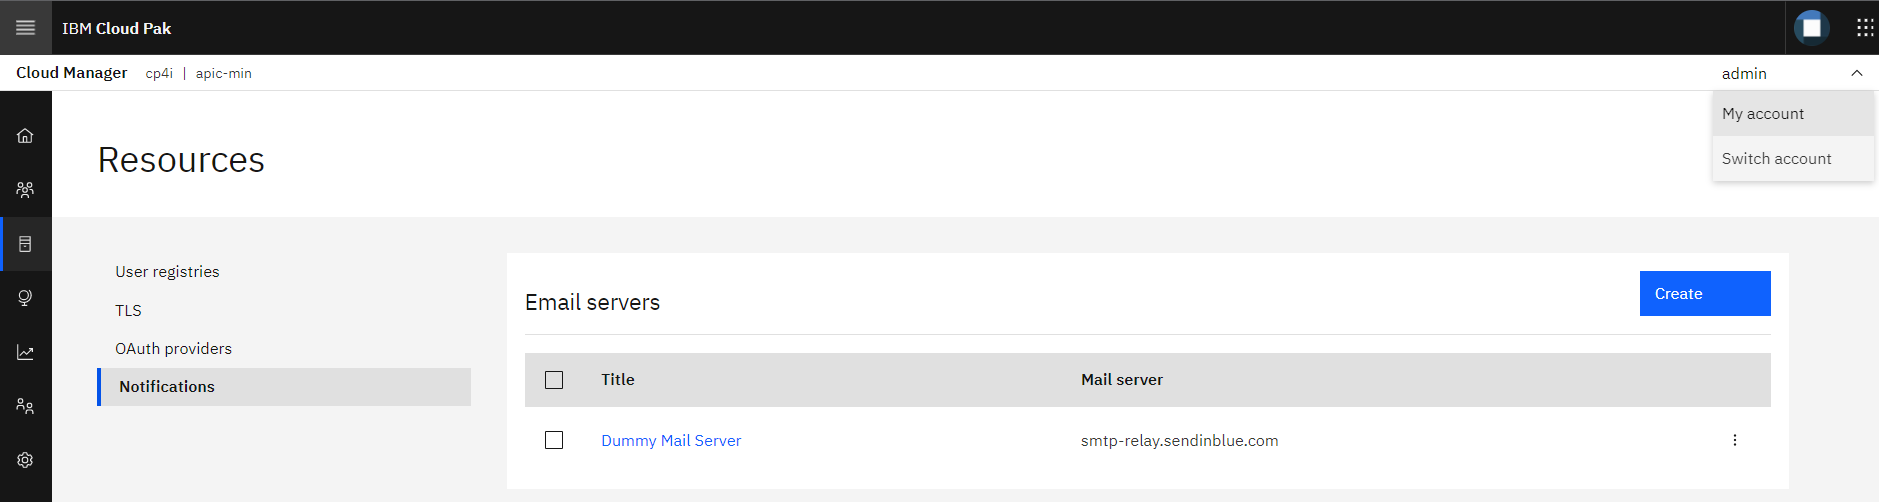 IBM Cloud Pak
Cloud Manager cp4i | apic-min
admin
My account
Switch account
Resources
User registries
TLS
OAuth providers
Notifications
Email servers
Create
Title Mail server
Dummy Mail Server smtp-relay.sendinblue.com